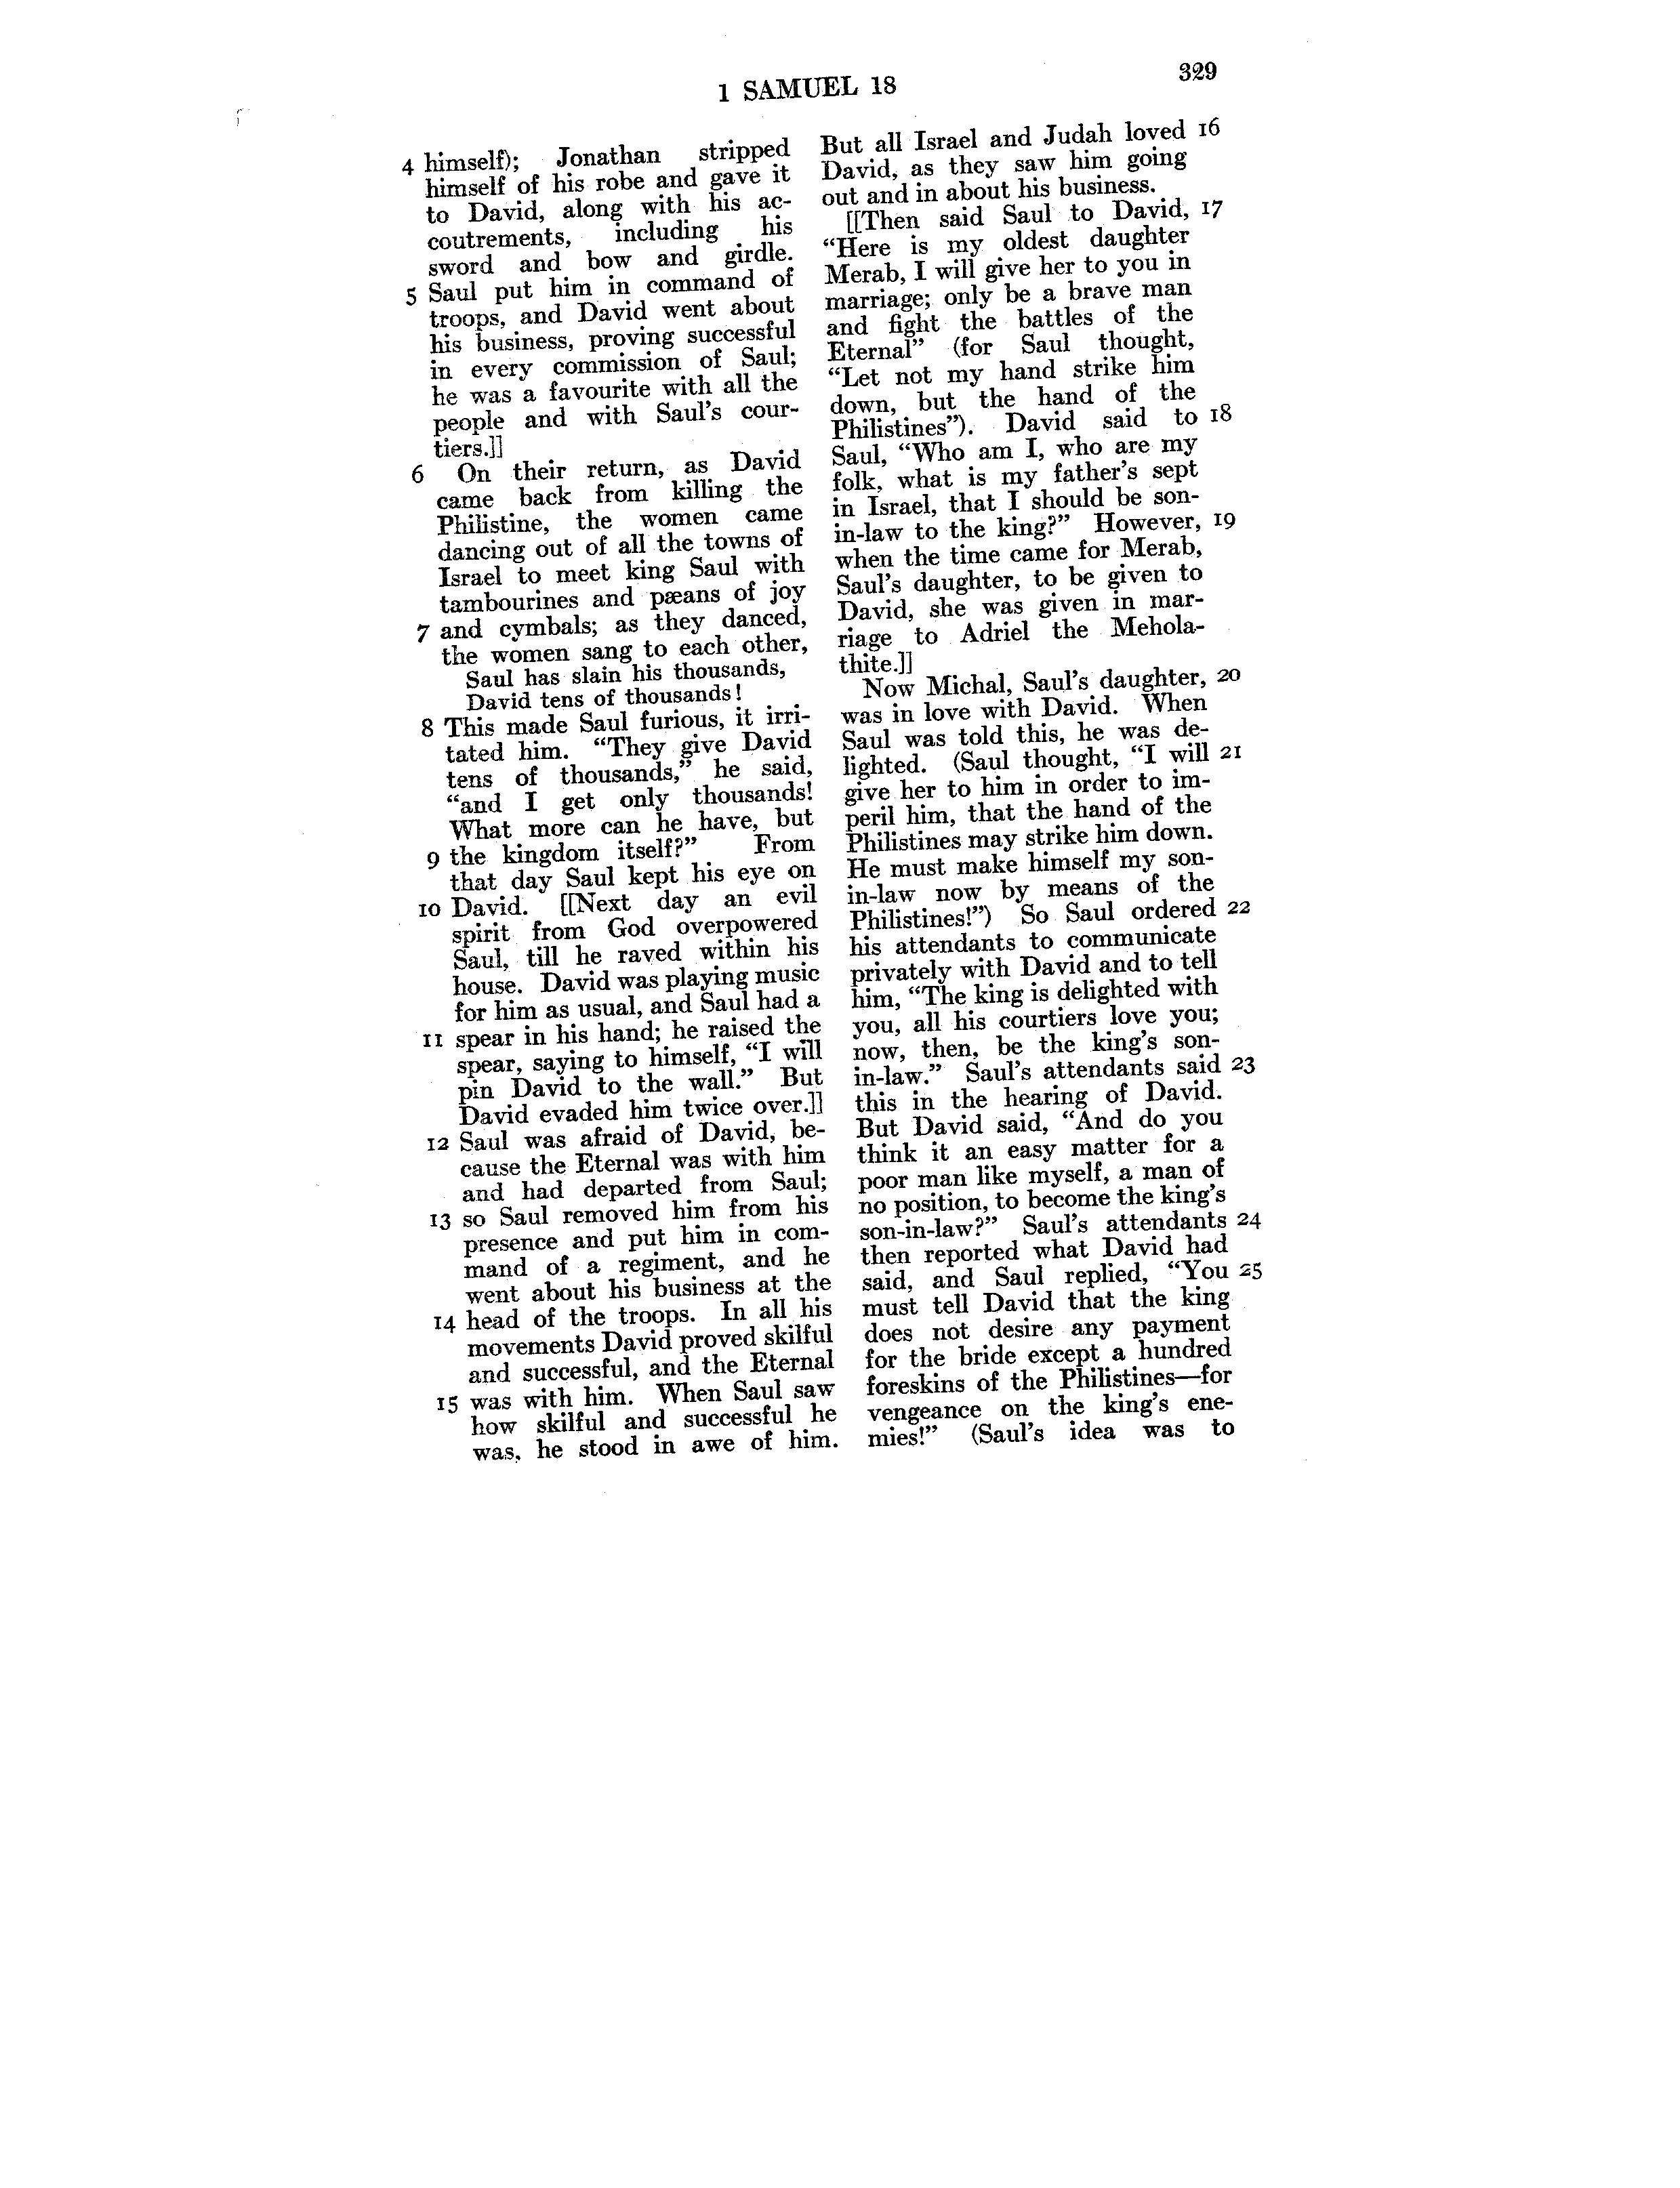 1 SAMUEL 18
329
4 himself); Jonathan stripped
himself of his robe and gave it
to David, along with his ac-
coutrements, including his
sword and bow and girdle.
5 Saul put him in command of
troops, and David went about
his business, proving successful
in every commission of Saul;
he was a favourite with all the
people and with Saul's cour-
tiers.]]
6 On their return, as David
came back from killing the
Philistine, the women came
dancing out of all the towns of
Israel to meet king Saul with
tambourines and pæans of joy
7 and cymbals; as they danced,
the women sang to each other,
Saul has slain his thousands,
David tens of thousands!
8 This made Saul furious, it irri-
tated him. “They give David
tens of thousands,” he said,
“and I get only thousands!
What more can he have, but
9 the kingdom itself?” From
that day Saul kept his eye on
10 David. [[Next day an evil
spirit from God overpowered
Saul, till he raved within his
house. David was playing music
for him as usual, and Saul had a
11 spear in his hand; he raised the
spear, saying to himself, “I will
pin David to the wall.” But
David evaded him twice over.]]
12 Saul was afraid of David, be-
cause the Eternal was with him
and had departed from Saul;
13 so Saul removed him from his
presence and put him in com-
mand of a regiment, and he
went about his business at the
14 head of the troops. In all his
movements David proved skilful
and successful, and the Eternal
15 was with him. When Saul saw
how skilful and successful he
was, he stood in awe of him.
But all Israel and Judah loved 16
David, as they saw him going
out and in about his business.
[[Then said Saul to David, 17
“Here is my oldest daughter
Merab, I will give her to you in
marriage; only be a brave man
and fight the battles of the
Eternal” (for Saul thought,
“Let not my hand strike him
down, but the hand of the
Philistines”). David said to 18
Saul, “Who am I, who are my
folk, what is my father's sept
in Israel, that I should be son-
in-law to the king?” However, 19
when the time came for Merab,
Saul's daughter, to be given to
David, she was given in mar-
riage to Adriel the Mehola-
thite.]]
Now Michal, Saul's daughter, 20
was in love with David. When
Saul was told this, he was de-
lighted. (Saul thought, “I will 21
give her to him in order to im-
peril him, that the hand of the
Philistines may strike him down.
He must make himself my son-
in-law now by means of the
Philistines!”) So Saul ordered 22
his attendants to communicate
privately with David and to tell
him, “The king is delighted with
you, all his courtiers love you;
now, then, be the king's son-
in-law.” Saul's attendants said 23
this in the hearing of David.
But David said, “And do you
think it an easy matter for a
poor man like myself, a man of
no position, to become the king's
son-in-law?” Saul's attendants 24
then reported what David had
said, and Saul replied, “You 25
must tell David that the king
does not desire any payment
for the bride except a hundred
foreskins of the Philistines—for
vengeance on the king's ene-
mies!” (Saul's idea was to